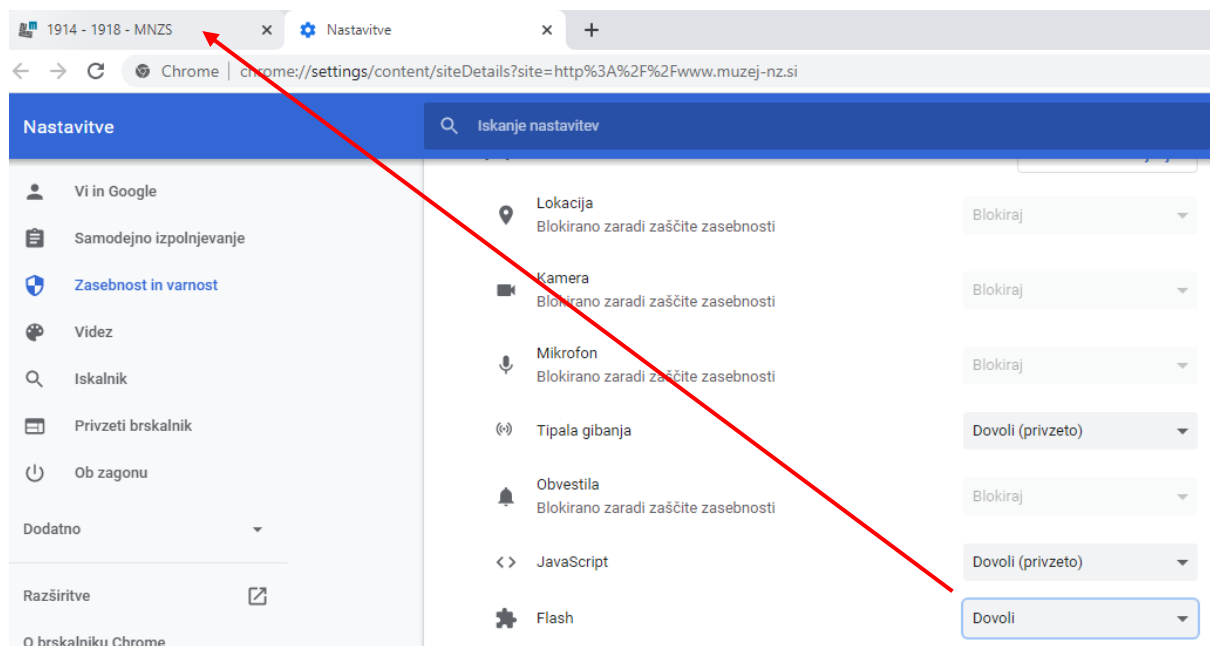 1914 - 1918 - MNZS
Nastavitve
Chrome | chrome://settings/content/siteDetails?site=http%3A%2F%2Fwww.muzej-nz.si
Nastavitve
Iskanje nastavitev
Vi in Google
Samodejno izpolnjevanje
Zasebnost in varnost
Videz
Iskalnik
Privzeti brskalnik
Ob zagonu
Dodatno
Razširitve
O brskalniku Chrome
Lokacija
Blokirano zaradi zaščite zasebnosti
Blokiraj
Kamera
Blokirano zaradi zaščite zasebnosti
Blokiraj
Mikrofon
Blokirano zaradi zaščite zasebnosti
Blokiraj
Tipala gibanja
Dovoli (privzeto)
Obvestila
Blokirano zaradi zaščite zasebnosti
Blokiraj
JavaScript
Dovoli (privzeto)
Flash
Dovoli